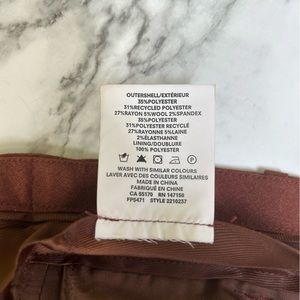 OUTERSHELL/EXTÉRIEUR
35%POLYESTER
31%RECYCLED POLYESTER
27%RAYON 5%WOOL 2%SPANDEX
35%POLYESTER
31%POLYESTER RECYCLÉ
27%RAYONNE 5%LAINE
2%ÉLASTHANNE
LINING/DOUBLURE
100% POLYESTER
WASH WITH SIMILAR COLOURS
LAVER AVEC DES COULEURS SIMILAIRES
MADE IN CHINA
FABRIQUÉ EN CHINE
CA 55170 RN 147150
FP5471 STYLE 2210237